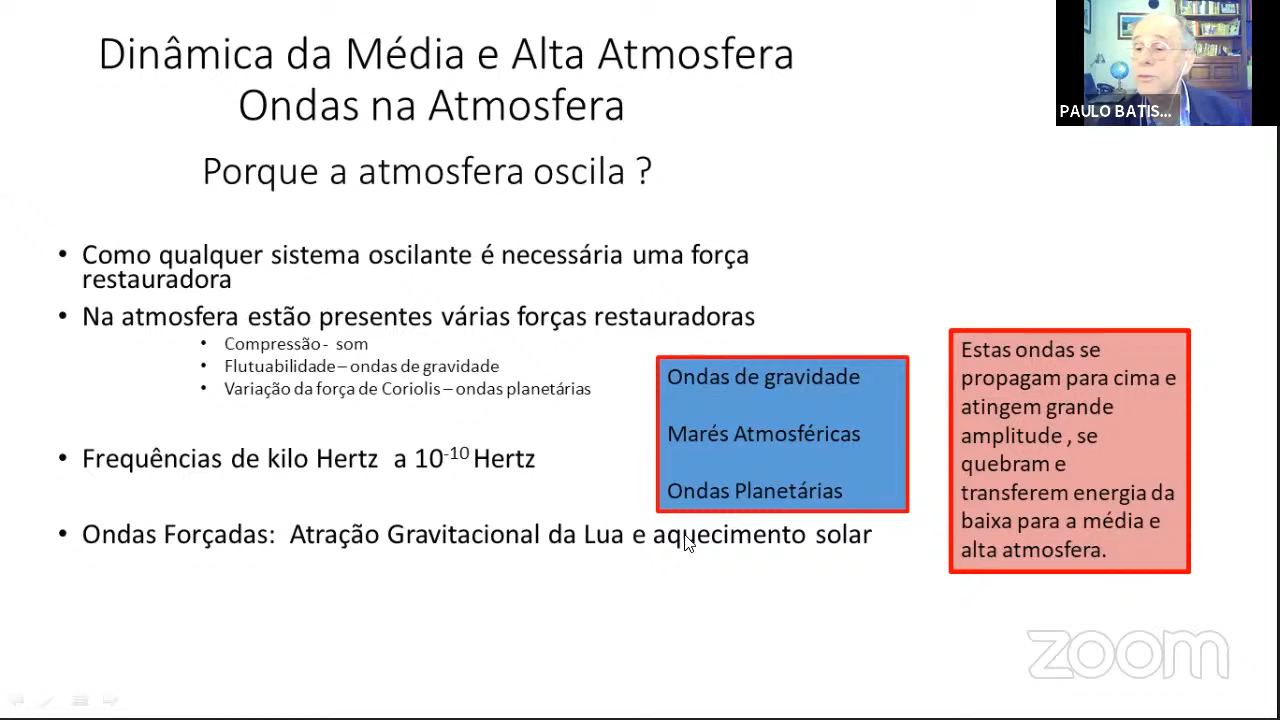 Dinâmica da Média e Alta Atmosfera
Ondas na Atmosfera
Porque a atmosfera oscila ?
PAULO BATIS...
• Como qualquer sistema oscilante é necessária uma força
restauradora
• Na atmosfera estão presentes várias forças restauradoras
• Compressão - som
• Flutuabilidade – ondas de gravidade
• Variação da força de Coriolis – ondas planetárias
• Frequências de kilo Hertz a 10⁻¹⁰ Hertz
• Ondas Forçadas: Atração Gravitacional da Lua e aquecimento solar
Ondas de gravidade
Marés Atmosféricas
Ondas Planetárias
Estas ondas se
propagam para cima e
atingem grande
amplitude , se
quebram e
transferem energia da
baixa para a média e
alta atmosfera.
zoom